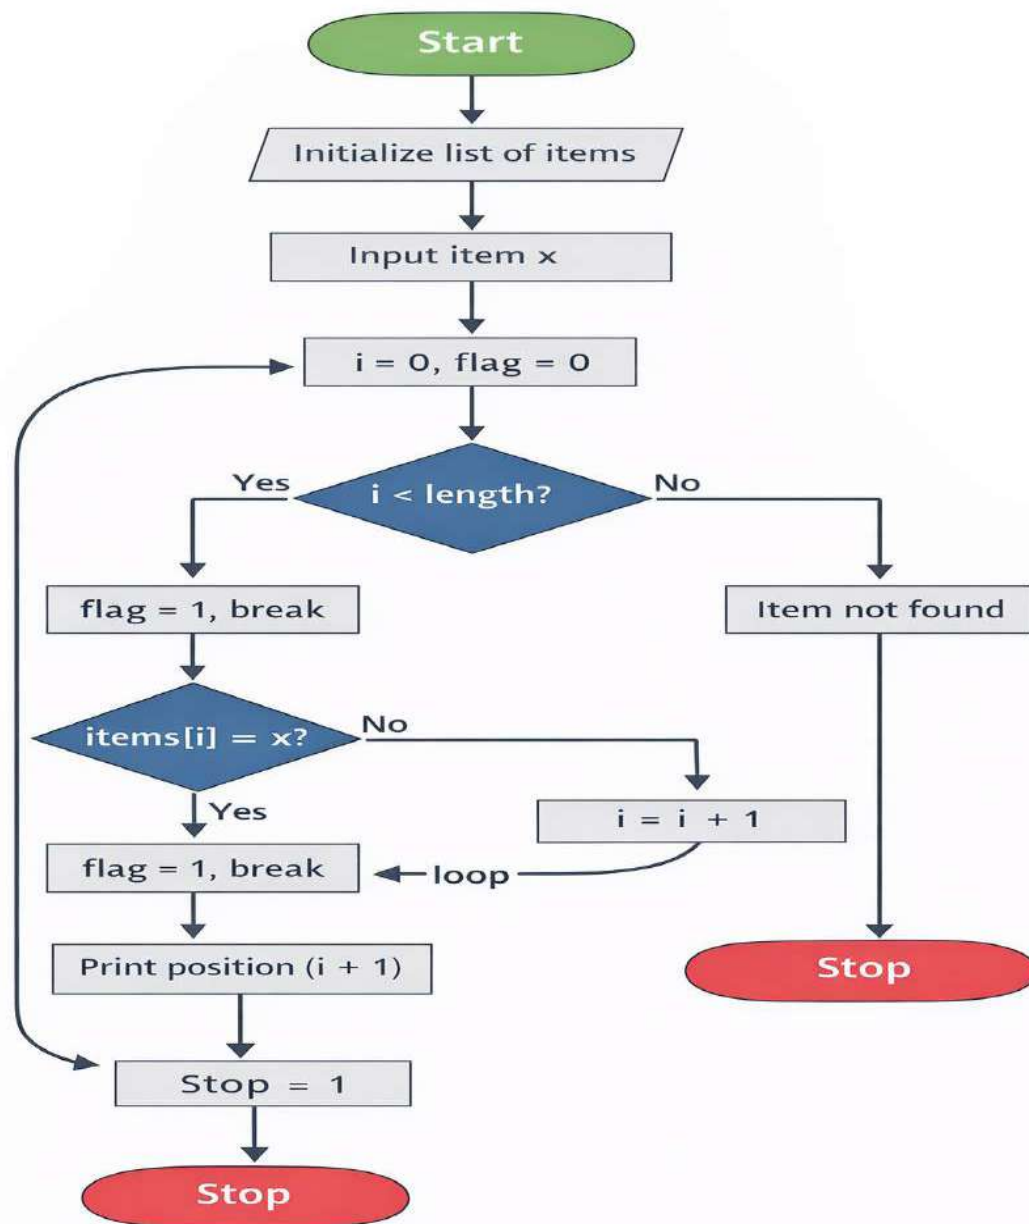 Start
Initialize list of items
Input item x
i = 0, flag = 0
i < length?
Yes
No
flag = 1, break
Item not found
items[i] = x?
No
Yes
i = i + 1
flag = 1, break
loop
Print position (i + 1)
Stop
Stop = 1
Stop